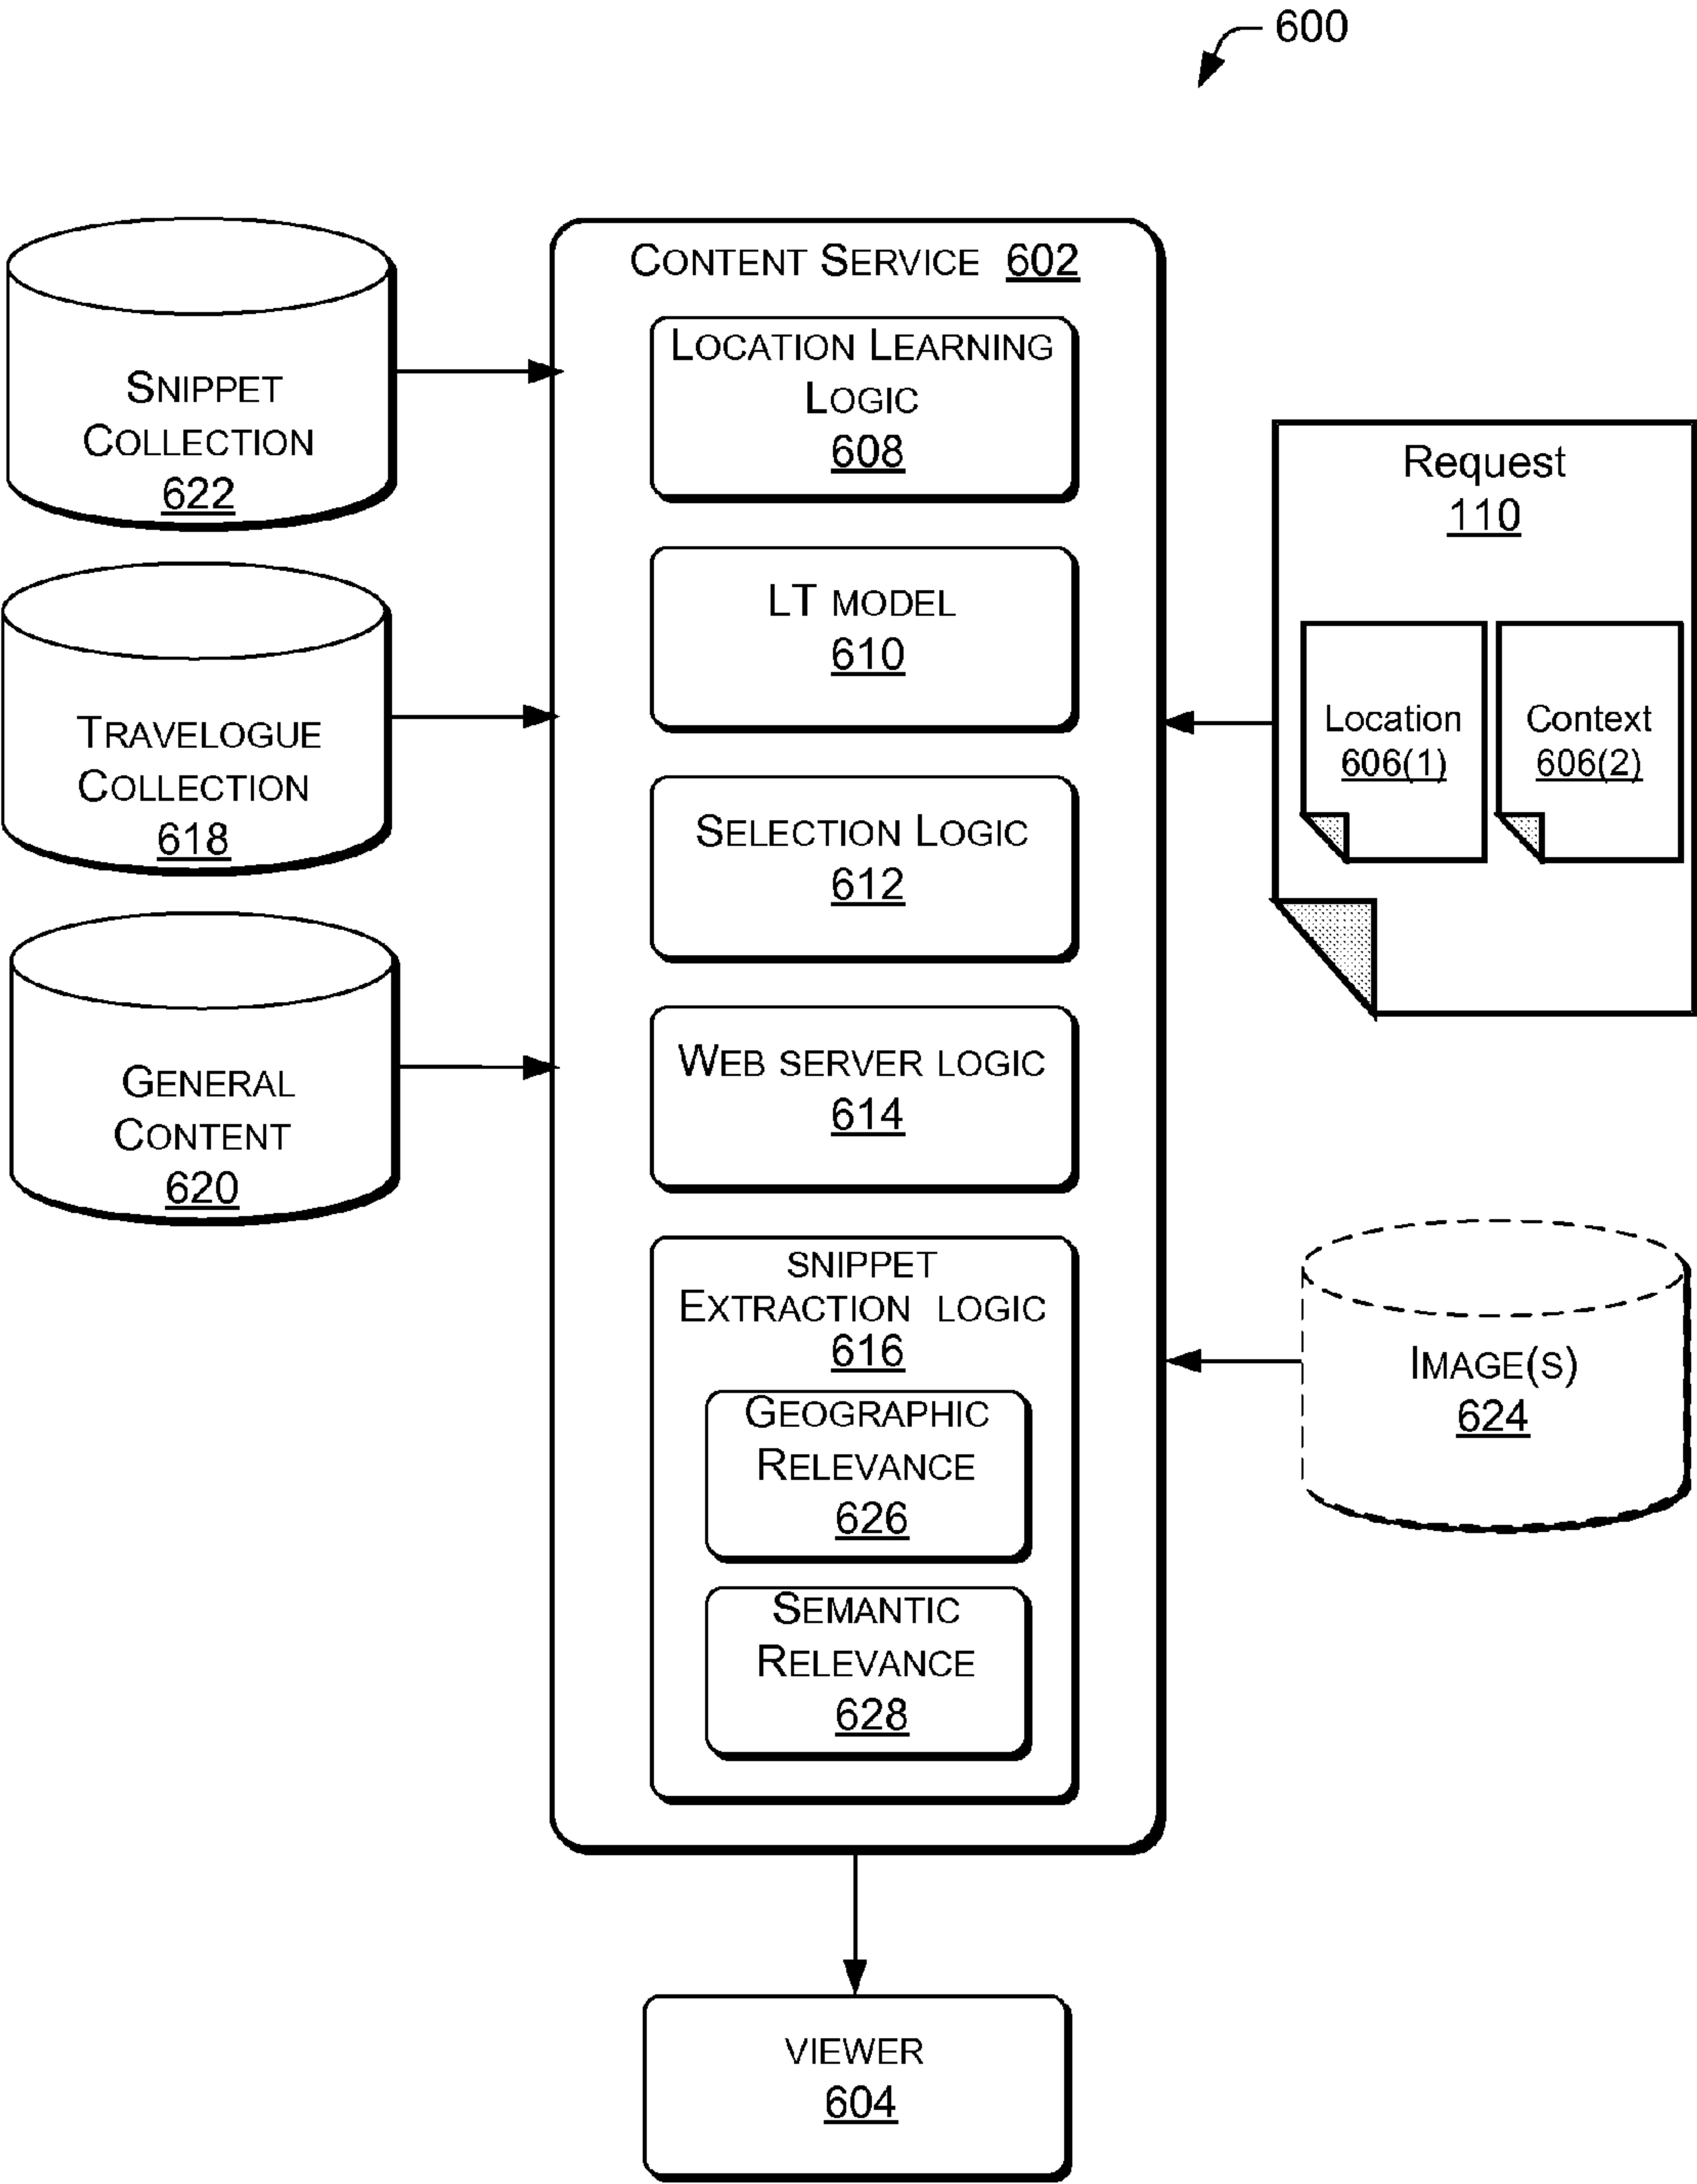 600
SNIPPET
COLLECTION
622
TRAVELOGUE
COLLECTION
618
GENERAL
CONTENT
620
CONTENT SERVICE 602
LOCATION LEARNING
LOGIC
608
LT MODEL
610
SELECTION LOGIC
612
WEB SERVER LOGIC
614
SNIPPET
EXTRACTION LOGIC
616
GEOGRAPHIC
RELEVANCE
626
SEMANTIC
RELEVANCE
628
Request
110
Location
606(1)
Context
606(2)
IMAGE(S)
624
VIEWER
604